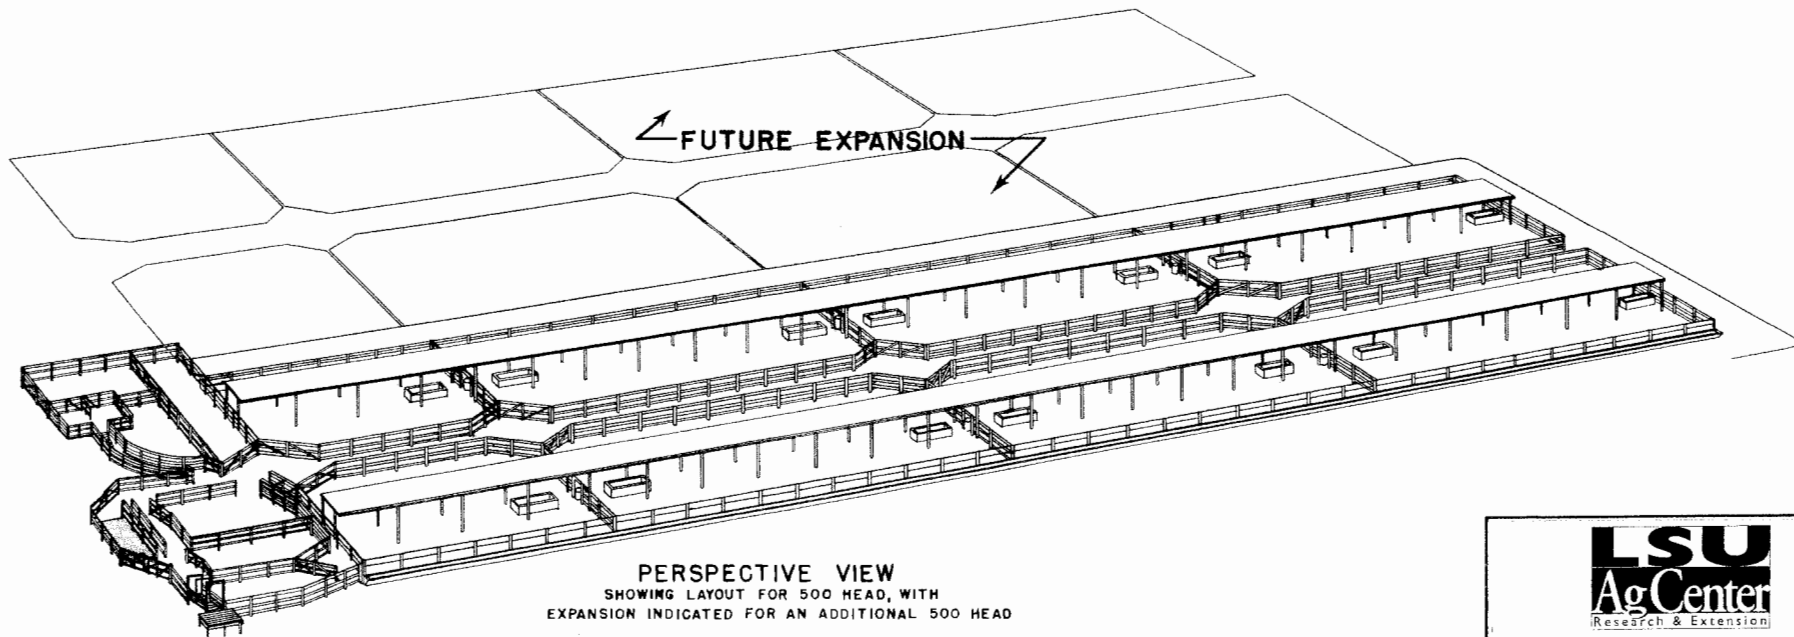 FUTURE EXPANSION
PERSPECTIVE VIEW
SHOWING LAYOUT FOR 500 HEAD, WITH
EXPANSION INDICATED FOR AN ADDITIONAL 500 HEAD
LSU
AgCenter
Research & Extension